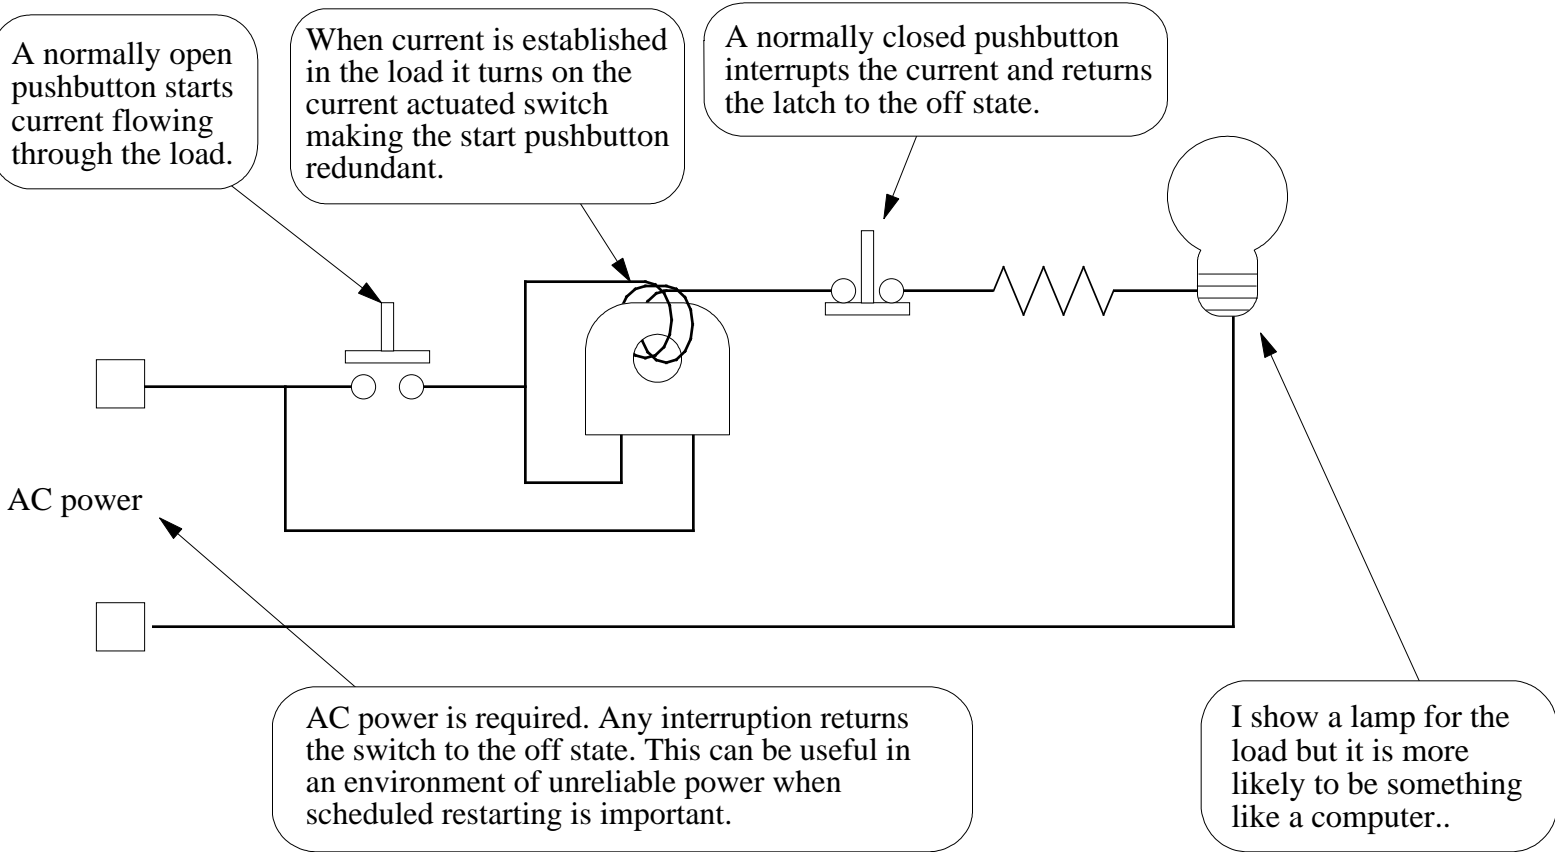 A normally open
pushbutton starts
current flowing
through the load.
When current is established
in the load it turns on the
current actuated switch
making the start pushbutton
redundant.
A normally closed pushbutton
interrupts the current and returns
the latch to the off state.
AC power
AC power is required. Any interruption returns
the switch to the off state. This can be useful in
an environment of unreliable power when
scheduled restarting is important.
I show a lamp for the
load but it is more
likely to be something
like a computer..